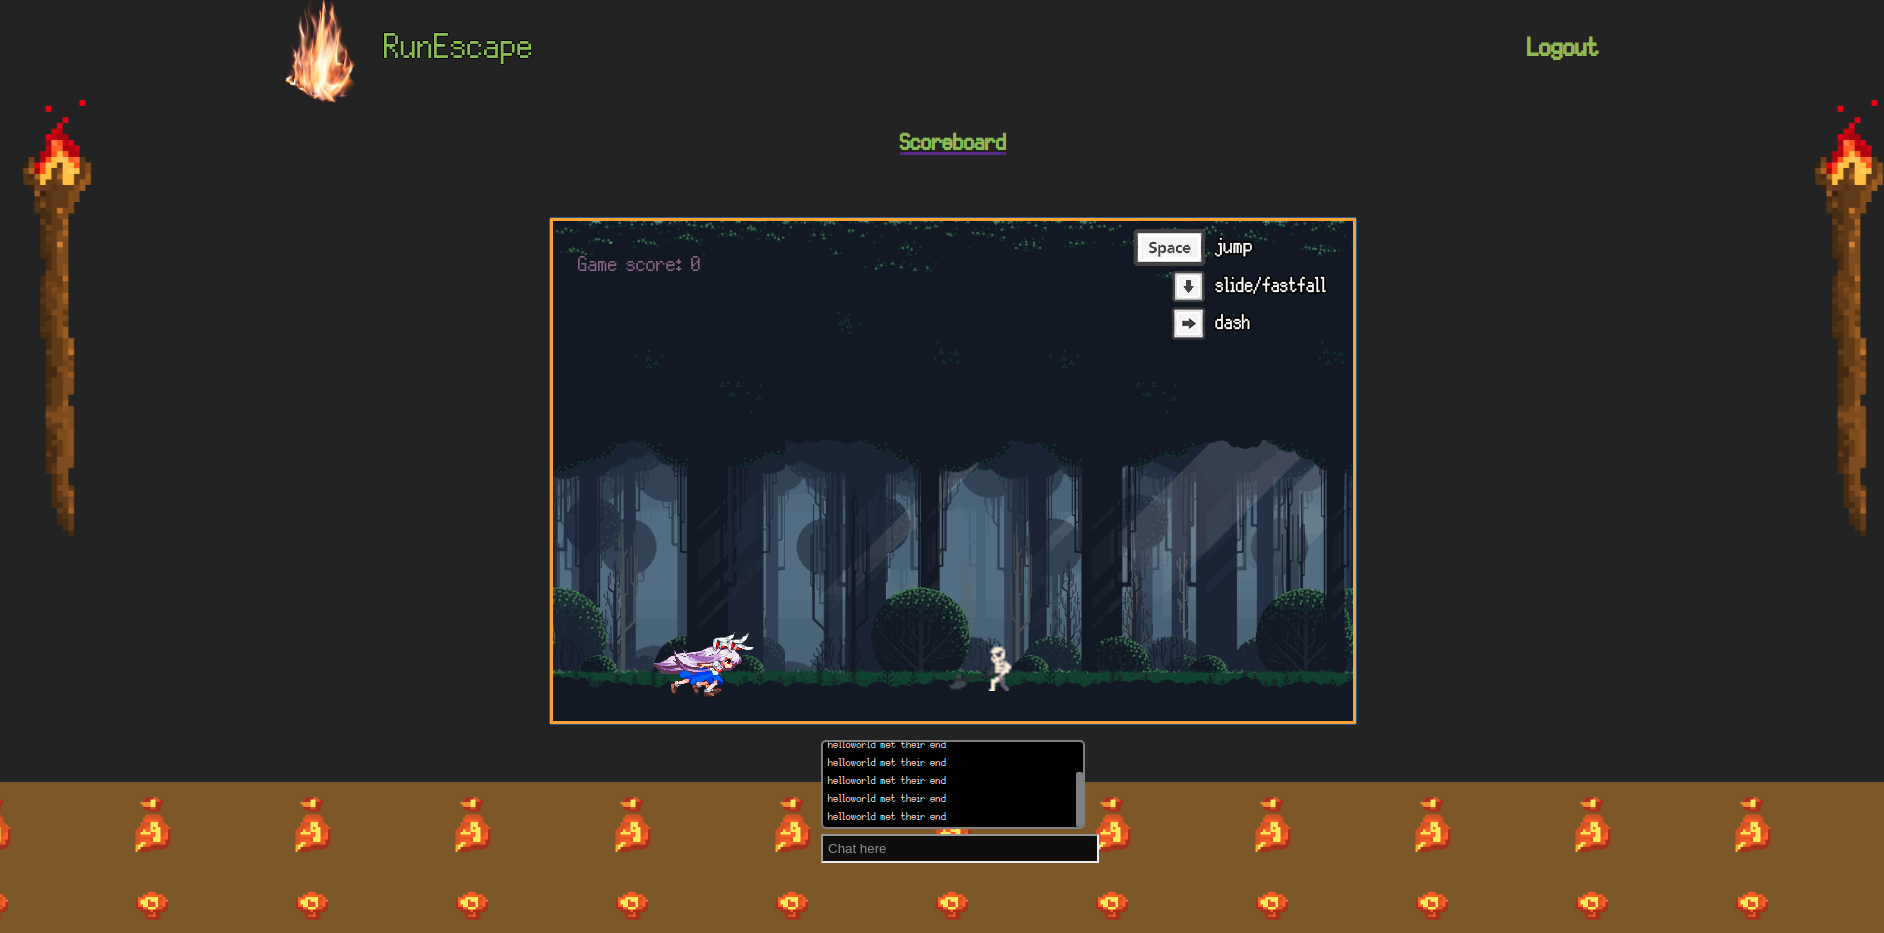 RunEscape
Logout
Scoreboard
Game score: 0
Space jump
slide/fastfall
dash
helloworld met their end
helloworld met their end
helloworld met their end
helloworld met their end
helloworld met their end
Chat here